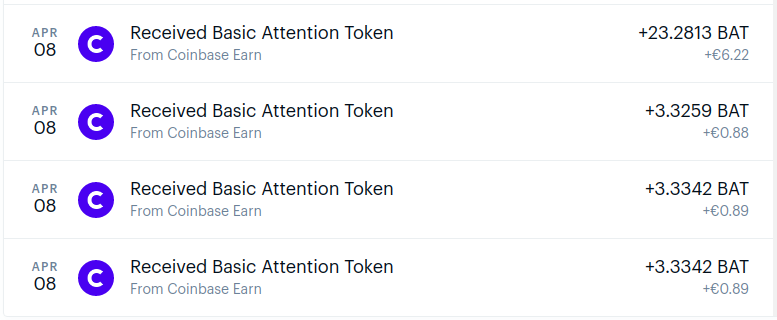 APR
08
Received Basic Attention Token
From Coinbase Earn
+23.2813 BAT
+€6.22
APR
08
Received Basic Attention Token
From Coinbase Earn
+3.3259 BAT
+€0.88
APR
08
Received Basic Attention Token
From Coinbase Earn
+3.3342 BAT
+€0.89
APR
08
Received Basic Attention Token
From Coinbase Earn
+3.3342 BAT
+€0.89